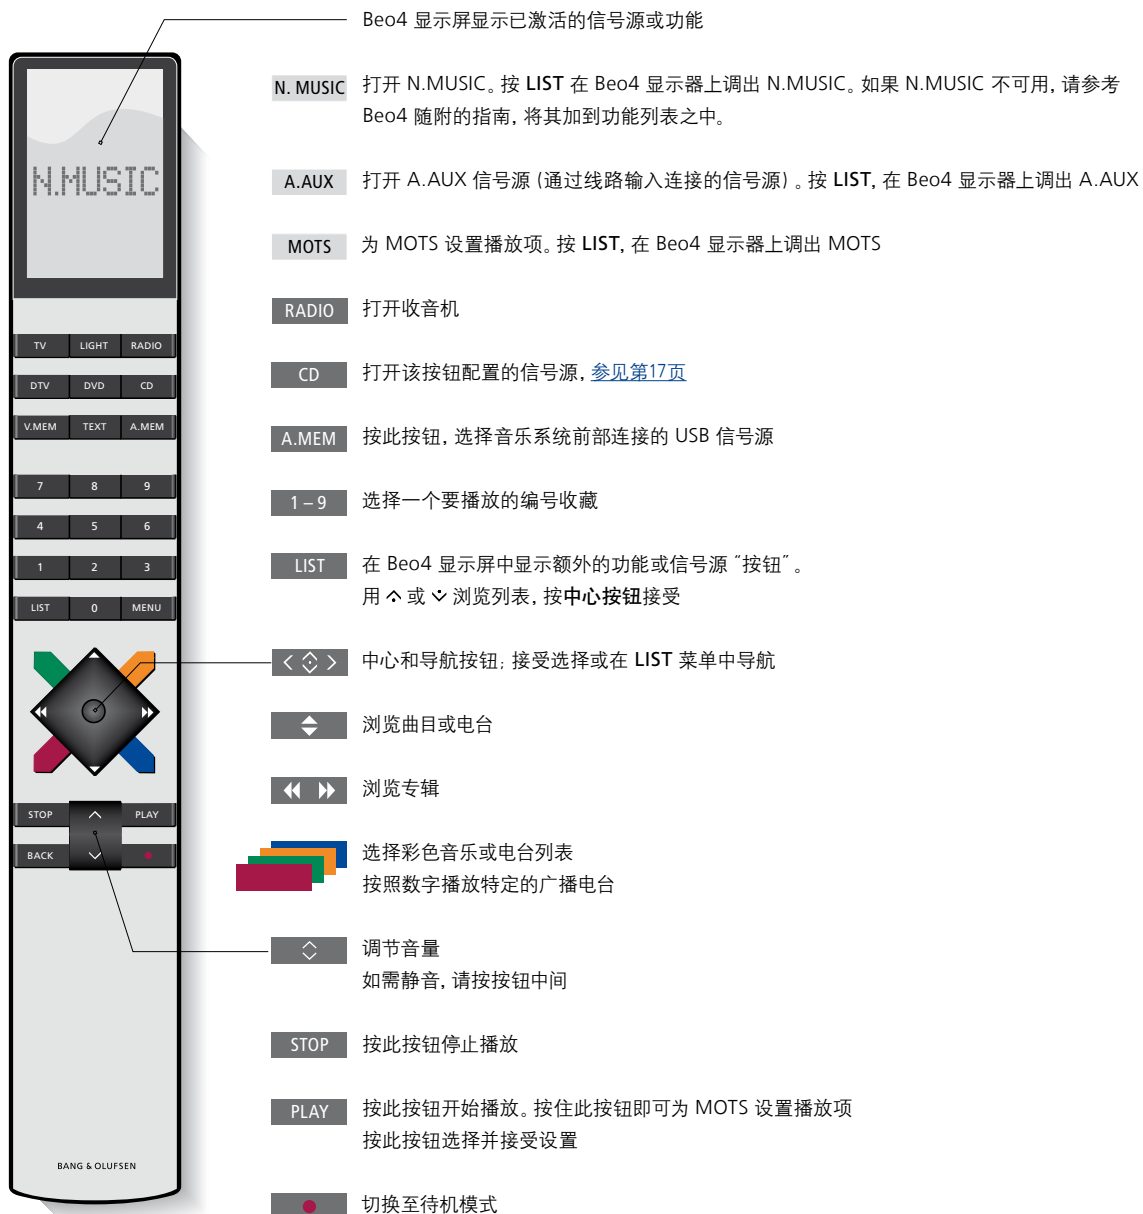 Beo4 显示屏显示已激活的信号源或功能
N. MUSIC 打开 N.MUSIC。按 LIST 在 Beo4 显示器上调出 N.MUSIC。如果 N.MUSIC 不可用, 请参考
Beo4 随附的指南, 将其加到功能列表之中。
A.AUX 打开 A.AUX 信号源 (通过线路输入连接的信号源) 。按 LIST, 在 Beo4 显示器上调出 A.AUX
MOTS 为 MOTS 设置播放项。按 LIST, 在 Beo4 显示器上调出 MOTS
RADIO 打开收音机
CD 打开该按钮配置的信号源, 参见第17页
A.MEM 按此按钮, 选择音乐系统前部连接的 USB 信号源
1 – 9 选择一个要播放的编号收藏
LIST 在 Beo4 显示屏中显示额外的功能或信号源 “按钮” 。
用 或 浏览列表, 按中心按钮接受
中心和导航按钮; 接受选择或在 LIST 菜单中导航
浏览曲目或电台
浏览专辑
选择彩色音乐或电台列表
按照数字播放特定的广播电台
调节音量
如需静音, 请按按钮中间
STOP 按此按钮停止播放
PLAY 按此按钮开始播放。按住此按钮即可为 MOTS 设置播放项
按此按钮选择并接受设置
切换至待机模式
N.MUSIC
TV LIGHT RADIO
DTV DVD CD
V.MEM TEXT A.MEM
7 8 9
4 5 6
1 2 3
LIST 0 MENU
STOP PLAY
BACK
BANG & OLUFSEN